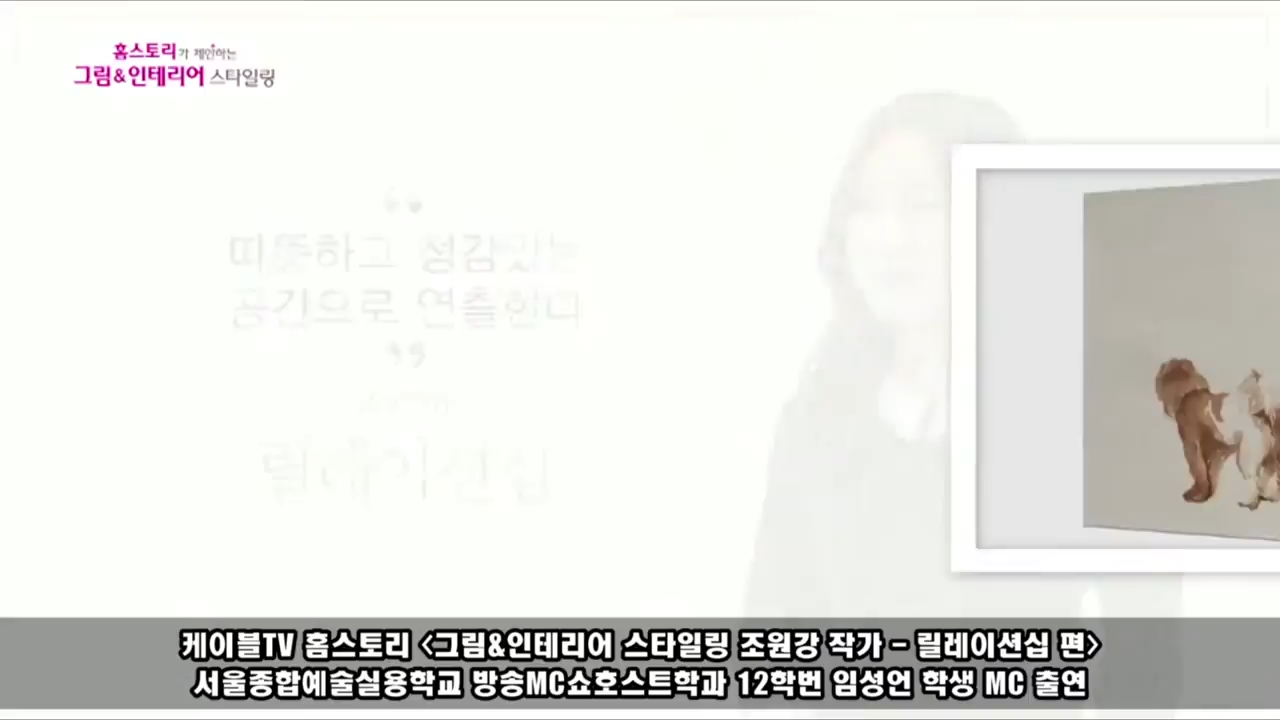 홈스토리가 제안하는
그림&인테리어 스타일링
“
따뜻하고 정감있는
공간으로 연출한다
”
릴레이션십
케이블TV 홈스토리 <그림&인테리어 스타일링 조원강 작가 - 릴레이션십 편>
서울종합예술실용학교 방송MC쇼호스트학과 12학번 임성언 학생 MC 출연